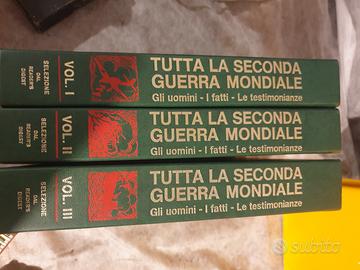 SELEZIONE
DAL
READER'S
DIGEST
VOL. I
TUTTA LA SECONDA
GUERRA MONDIALE
Gli uomini - I fatti - Le testimonianze
SELEZIONE
DAL
READER'S
DIGEST
VOL. II
TUTTA LA SECONDA
GUERRA MONDIALE
Gli uomini - I fatti - Le testimonianze
SELEZIONE
DAL
READER'S
DIGEST
VOL. III
TUTTA LA SECONDA
GUERRA MONDIALE
Gli uomini - I fatti - Le testimonianze
subito